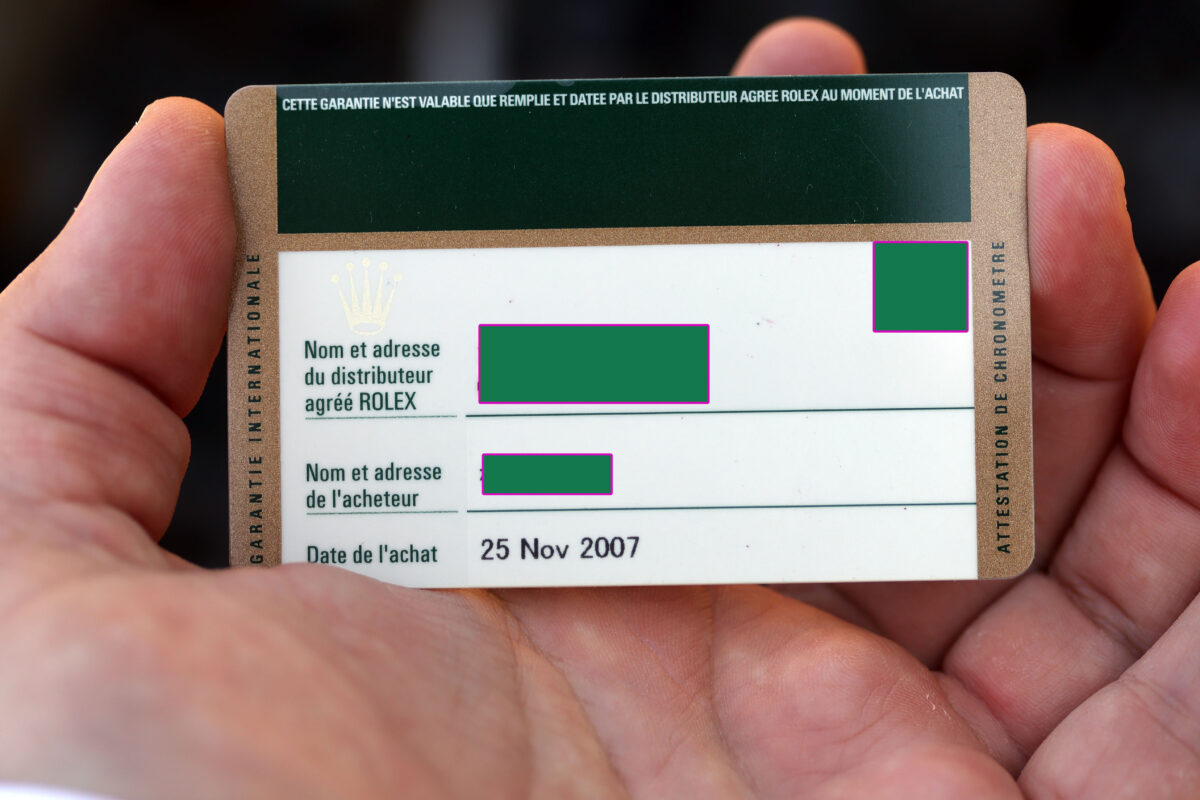 CETTE GARANTIE N'EST VALABLE QUE REMPLIE ET DATEE PAR LE DISTRIBUTEUR AGREE ROLEX AU MOMENT DE L'ACHAT
GARANTIE INTERNATIONALE
Nom et adresse
du distributeur
agréé ROLEX
Nom et adresse
de l'acheteur
Date de l'achat
25 Nov 2007
ATTESTATION DE CHRONOMETRE